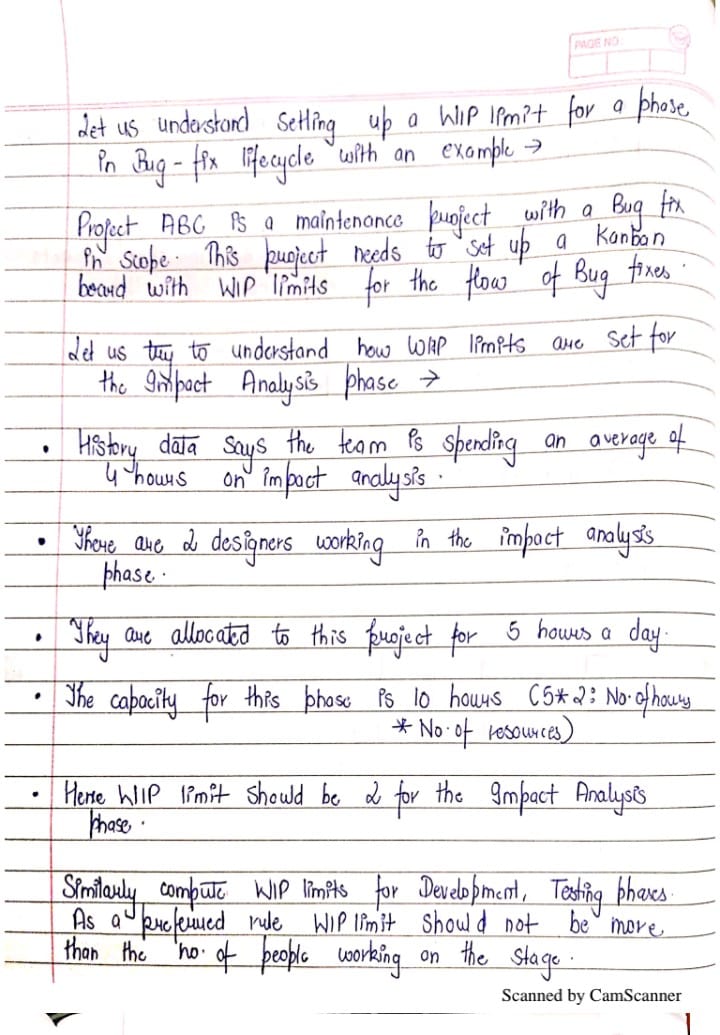 PAGE NO:
Let us understand Setting up a WIP limit for a phase
in Bug-fix lifecycle with an example →
Project ABC is a maintenance project with a Bug fix
in scope. This project needs to set up a Kanban
board with WIP limits for the flow of Bug fixes.
Let us try to understand how WIP limits are set for
the Impact Analysis phase →
• History data says the team is spending an average of
4 hours on impact analysis.
• There are 2 designers working in the impact analysis
phase.
• They are allocated to this project for 5 hours a day.
• The capacity for this phase is 10 hours (5*2: No. of hours
* No. of resources)
• Here WIP limit should be 2 for the Impact Analysis
phase.
Similarly compute WIP limits for Development, Testing phases.
As a preferred rule WIP limit should not be more
than the no. of people working on the stage.
Scanned by CamScanner